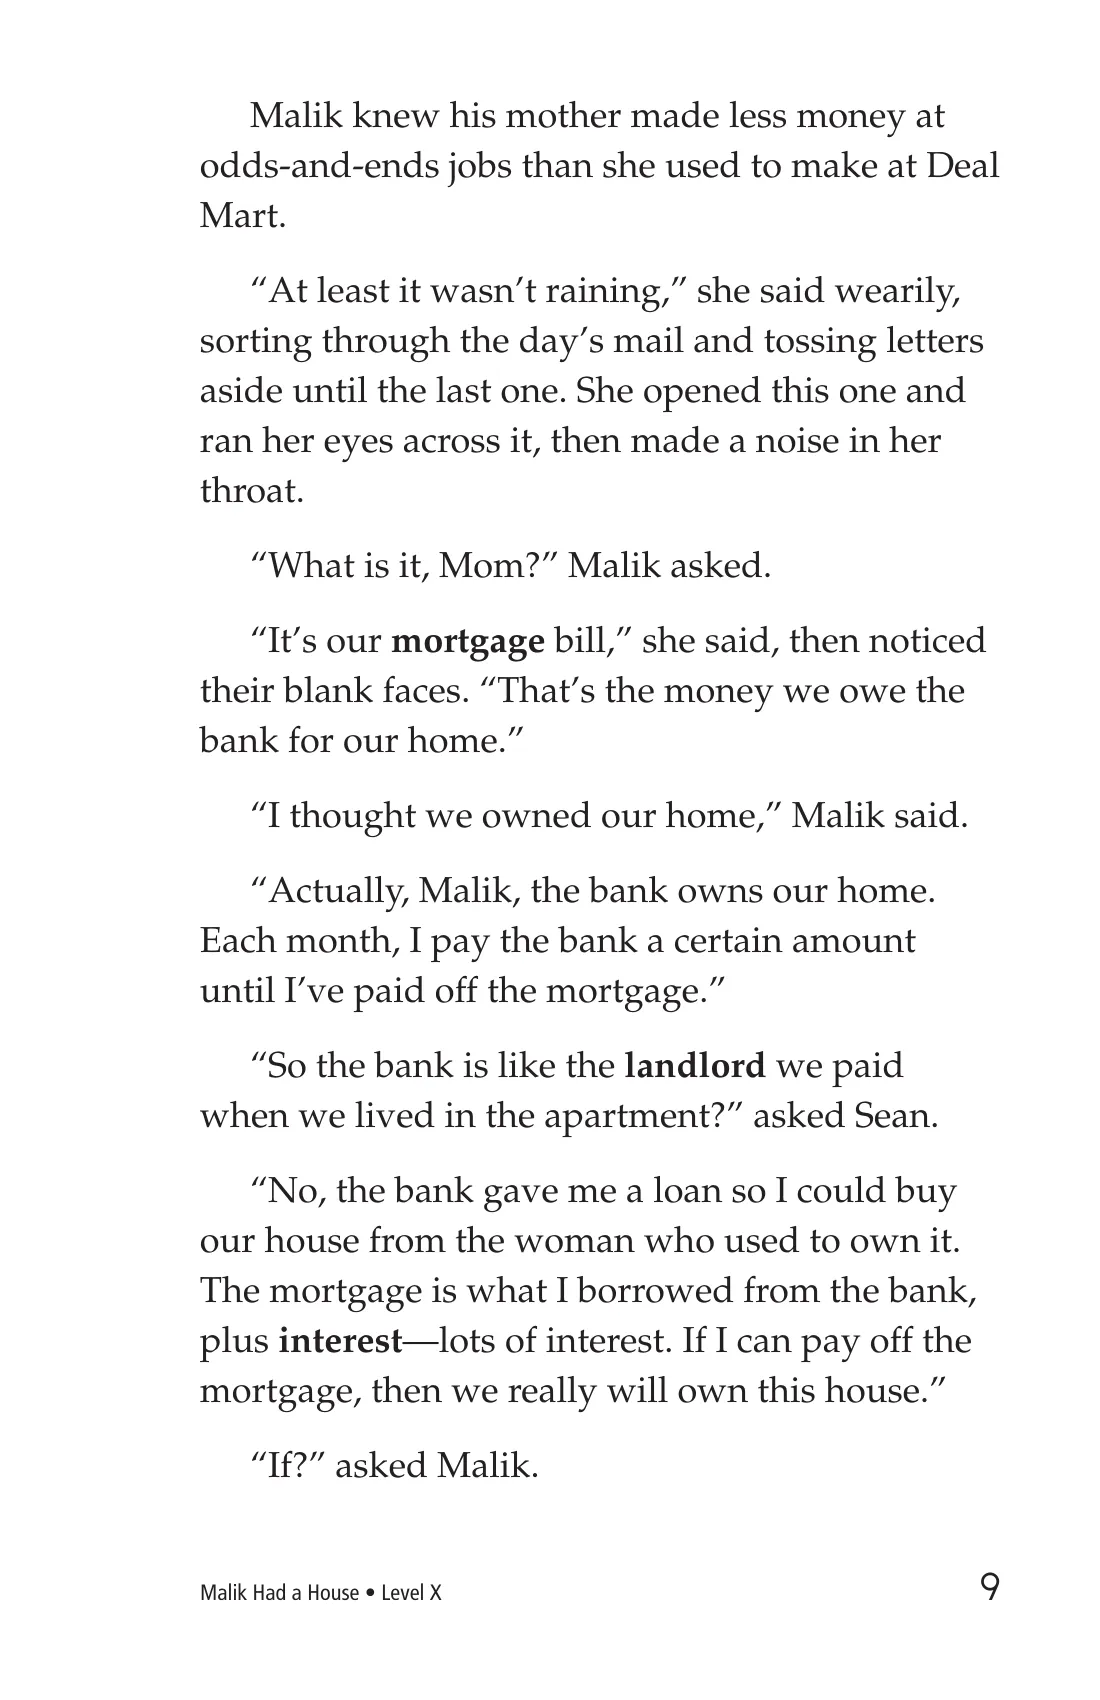 Malik knew his mother made less money at
odds-and-ends jobs than she used to make at Deal
Mart.
“At least it wasn’t raining,” she said wearily,
sorting through the day’s mail and tossing letters
aside until the last one. She opened this one and
ran her eyes across it, then made a noise in her
throat.
“What is it, Mom?” Malik asked.
“It’s our mortgage bill,” she said, then noticed
their blank faces. “That’s the money we owe the
bank for our home.”
“I thought we owned our home,” Malik said.
“Actually, Malik, the bank owns our home.
Each month, I pay the bank a certain amount
until I’ve paid off the mortgage.”
“So the bank is like the landlord we paid
when we lived in the apartment?” asked Sean.
“No, the bank gave me a loan so I could buy
our house from the woman who used to own it.
The mortgage is what I borrowed from the bank,
plus interest—lots of interest. If I can pay off the
mortgage, then we really will own this house.”
“If?” asked Malik.
Malik Had a House • Level X 9